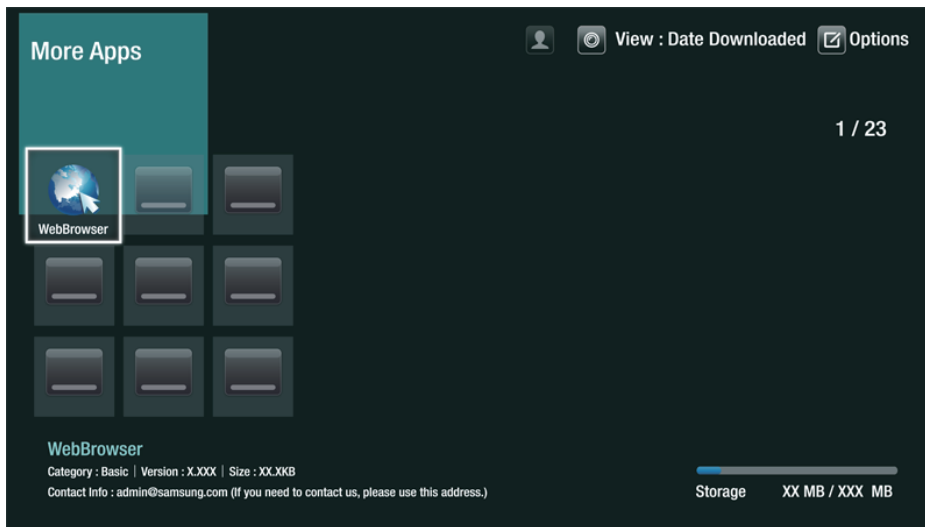 More Apps
View : Date Downloaded
Options
1 / 23
WebBrowser
WebBrowser
Category : Basic | Version : X.XXX | Size : XX.XKB
Contact Info : admin@samsung.com (If you need to contact us, please use this address.)
Storage XX MB / XXX MB